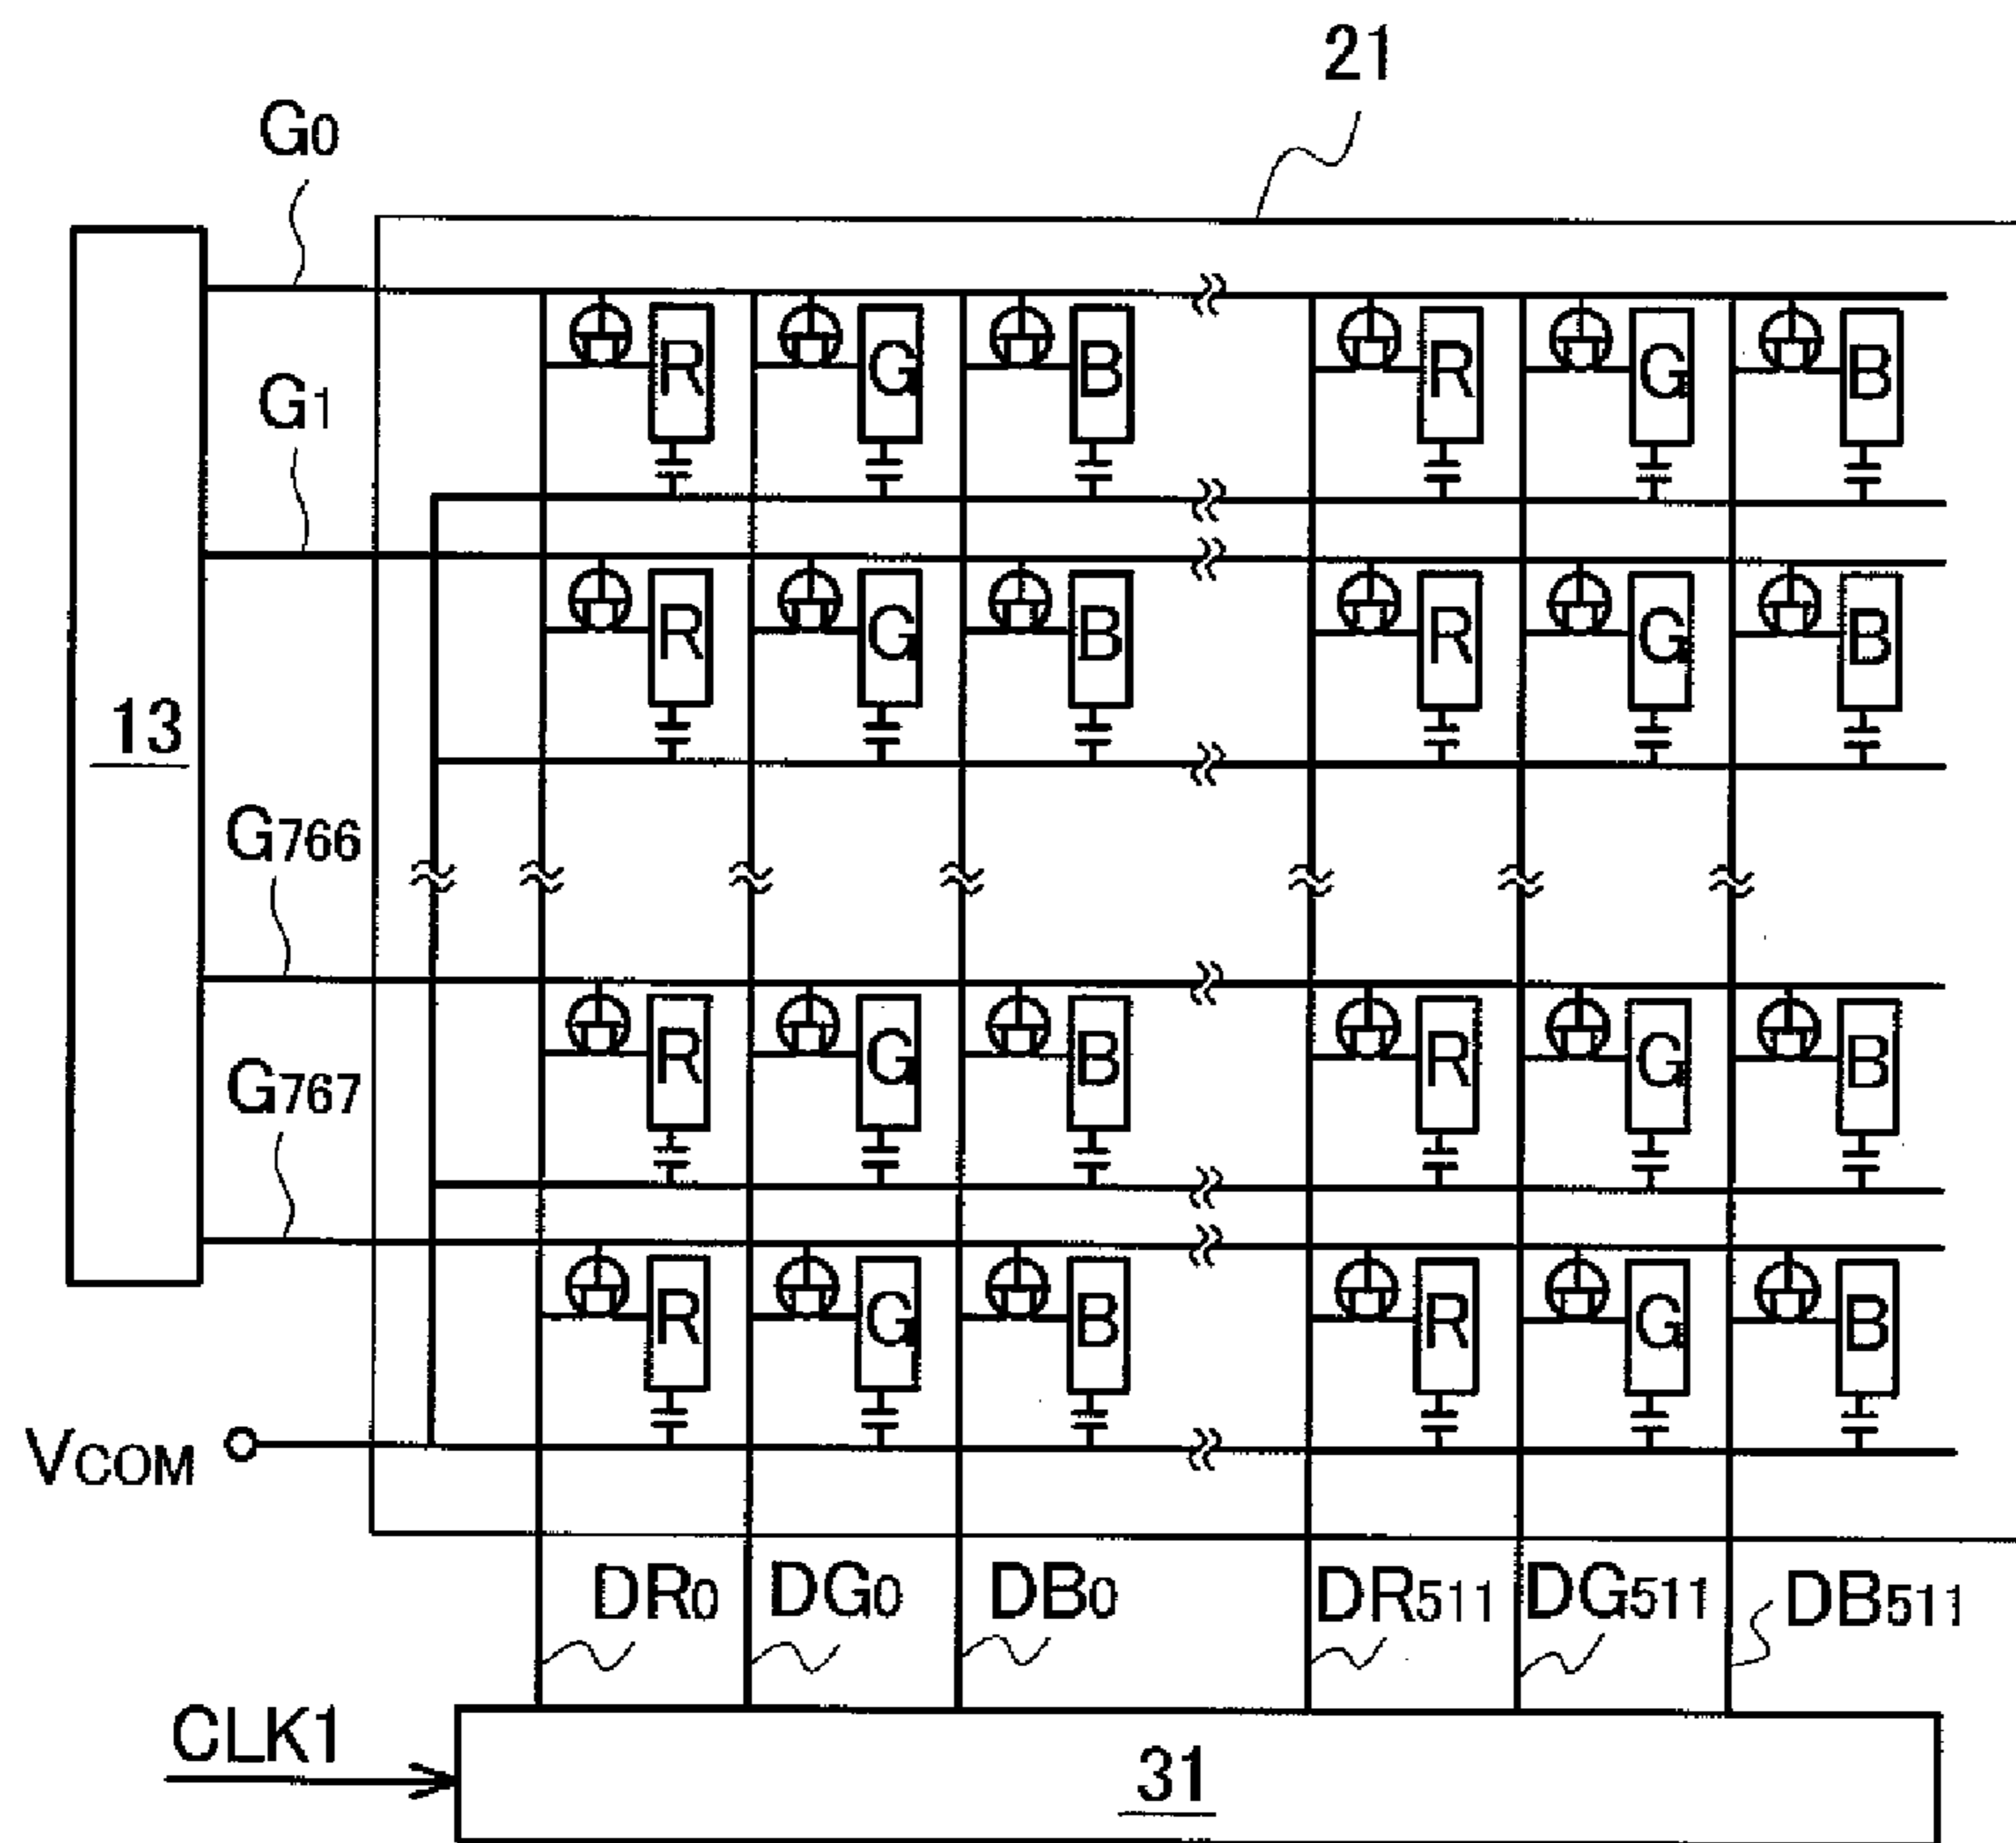 21
G0
R G B R G B
G1
R G B R G B
13
G766
R G B R G B
G767
R G B R G B
VCOM
DR0 DG0 DB0 DR511 DG511 DB511
CLK1
31